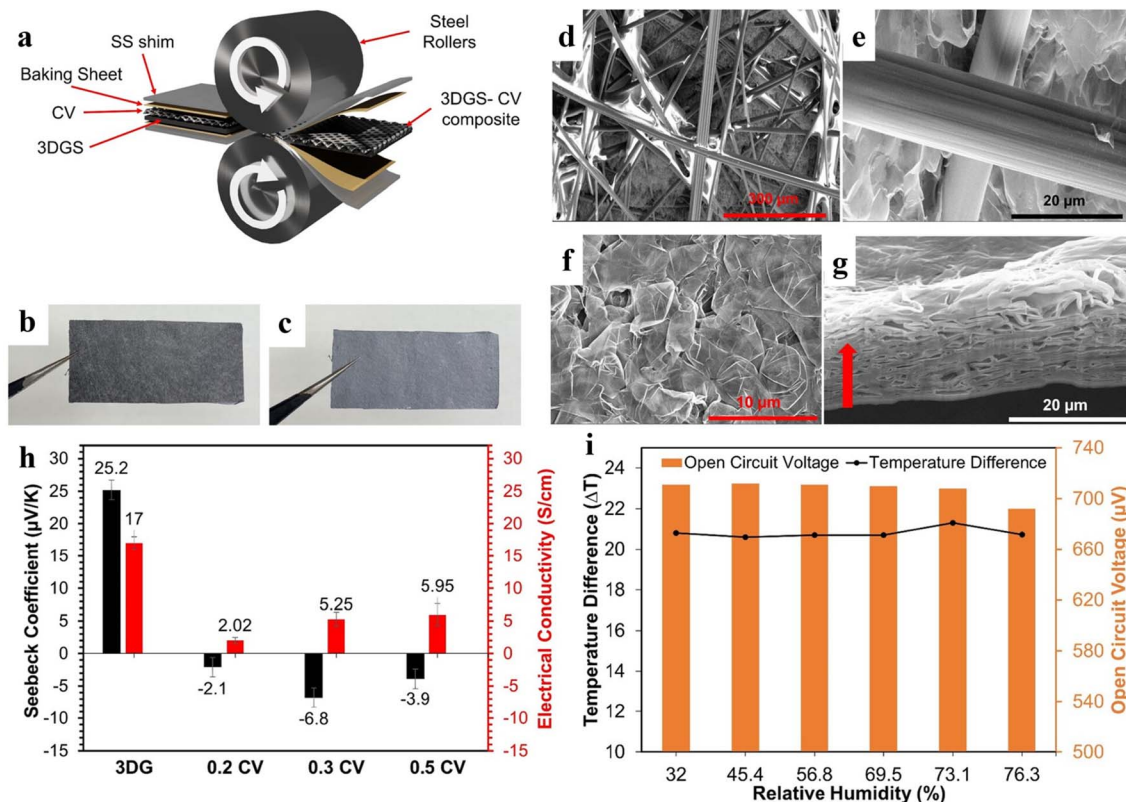 a
SS shim
Baking Sheet
CV
3DGS
Steel
Rollers
3DGS- CV
composite
b
c
d
300 µm
e
20 µm
f
10 µm
g
20 µm
h
Seebeck Coefficient (µV/K)
30
25
20
15
10
5
0
-5
-10
-15
25.2
17
-2.1
2.02
-6.8
5.25
-3.9
5.95
3DG
0.2 CV
0.3 CV
0.5 CV
30
25
20
15
10
5
0
-5
-10
-15
Electrical Conductivity (S/cm)
i
Open Circuit Voltage
Temperature Difference
Temperature Difference (ΔT)
24
22
20
18
16
14
12
10
740
700
660
620
580
540
500
Open Circuit Voltage
(µV)
32
45.4
56.8
69.5
73.1
76.3
Relative Humidity (%)